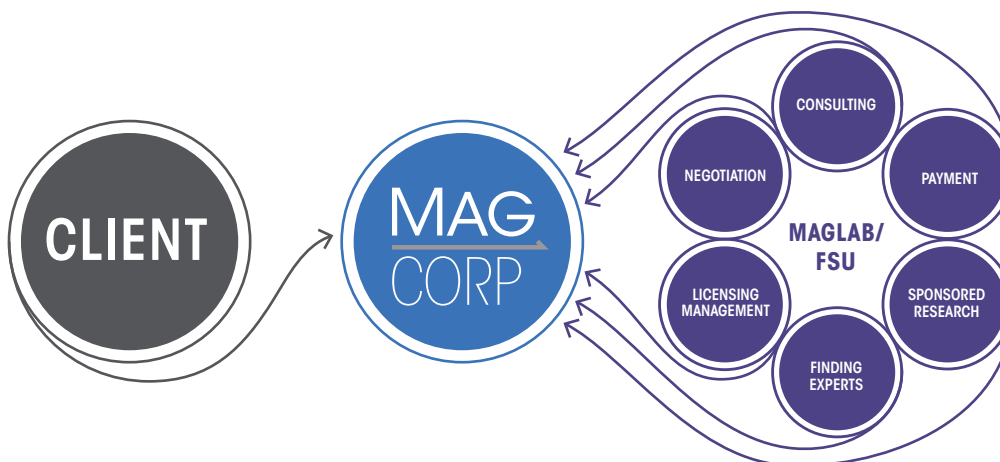 CLIENT
MAG
CORP
CONSULTING
NEGOTIATION
PAYMENT
MAGLAB/
FSU
LICENSING
MANAGEMENT
SPONSORED
RESEARCH
FINDING
EXPERTS